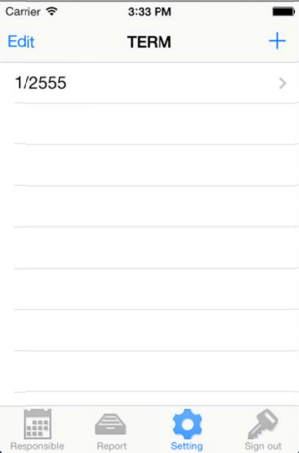 Carrier 3:33 PM
Edit TERM +
1/2555
Responsible Report Setting Sign out